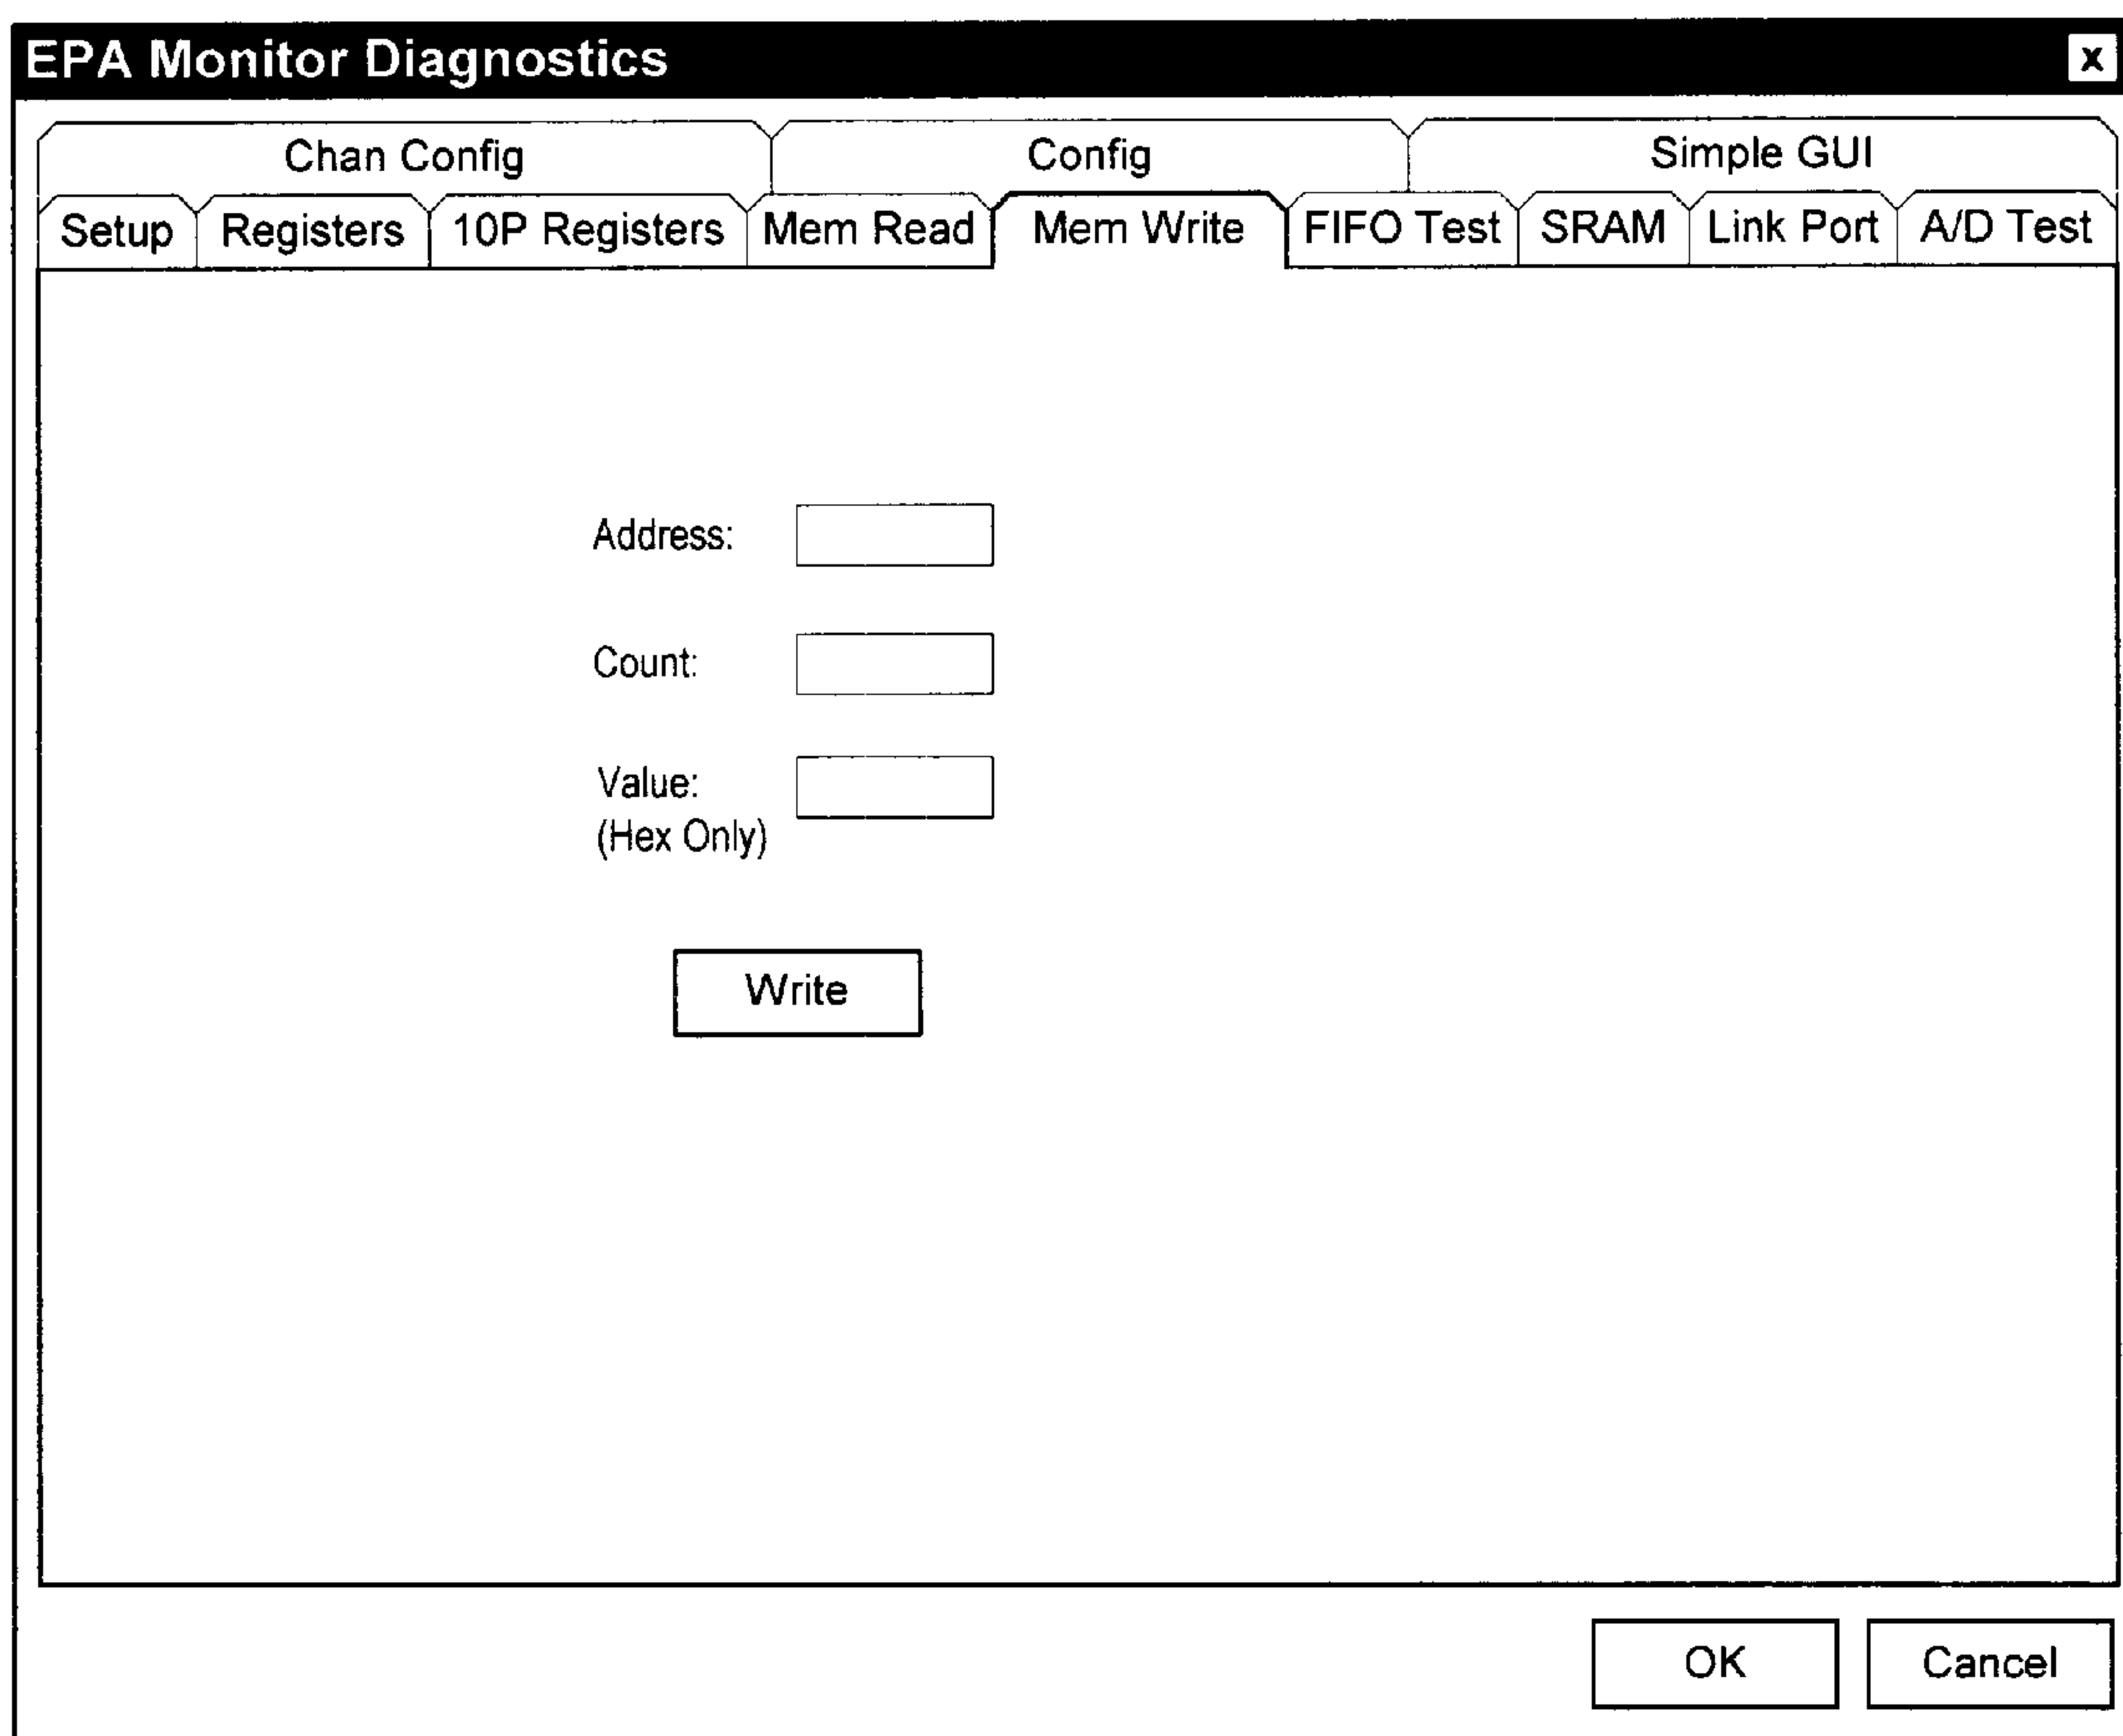 EPA Monitor Diagnostics X
Chan Config Config Simple GUI
Setup Registers 10P Registers Mem Read Mem Write FIFO Test SRAM Link Port A/D Test
Address:
Count:
Value:
(Hex Only)
Write
OK Cancel